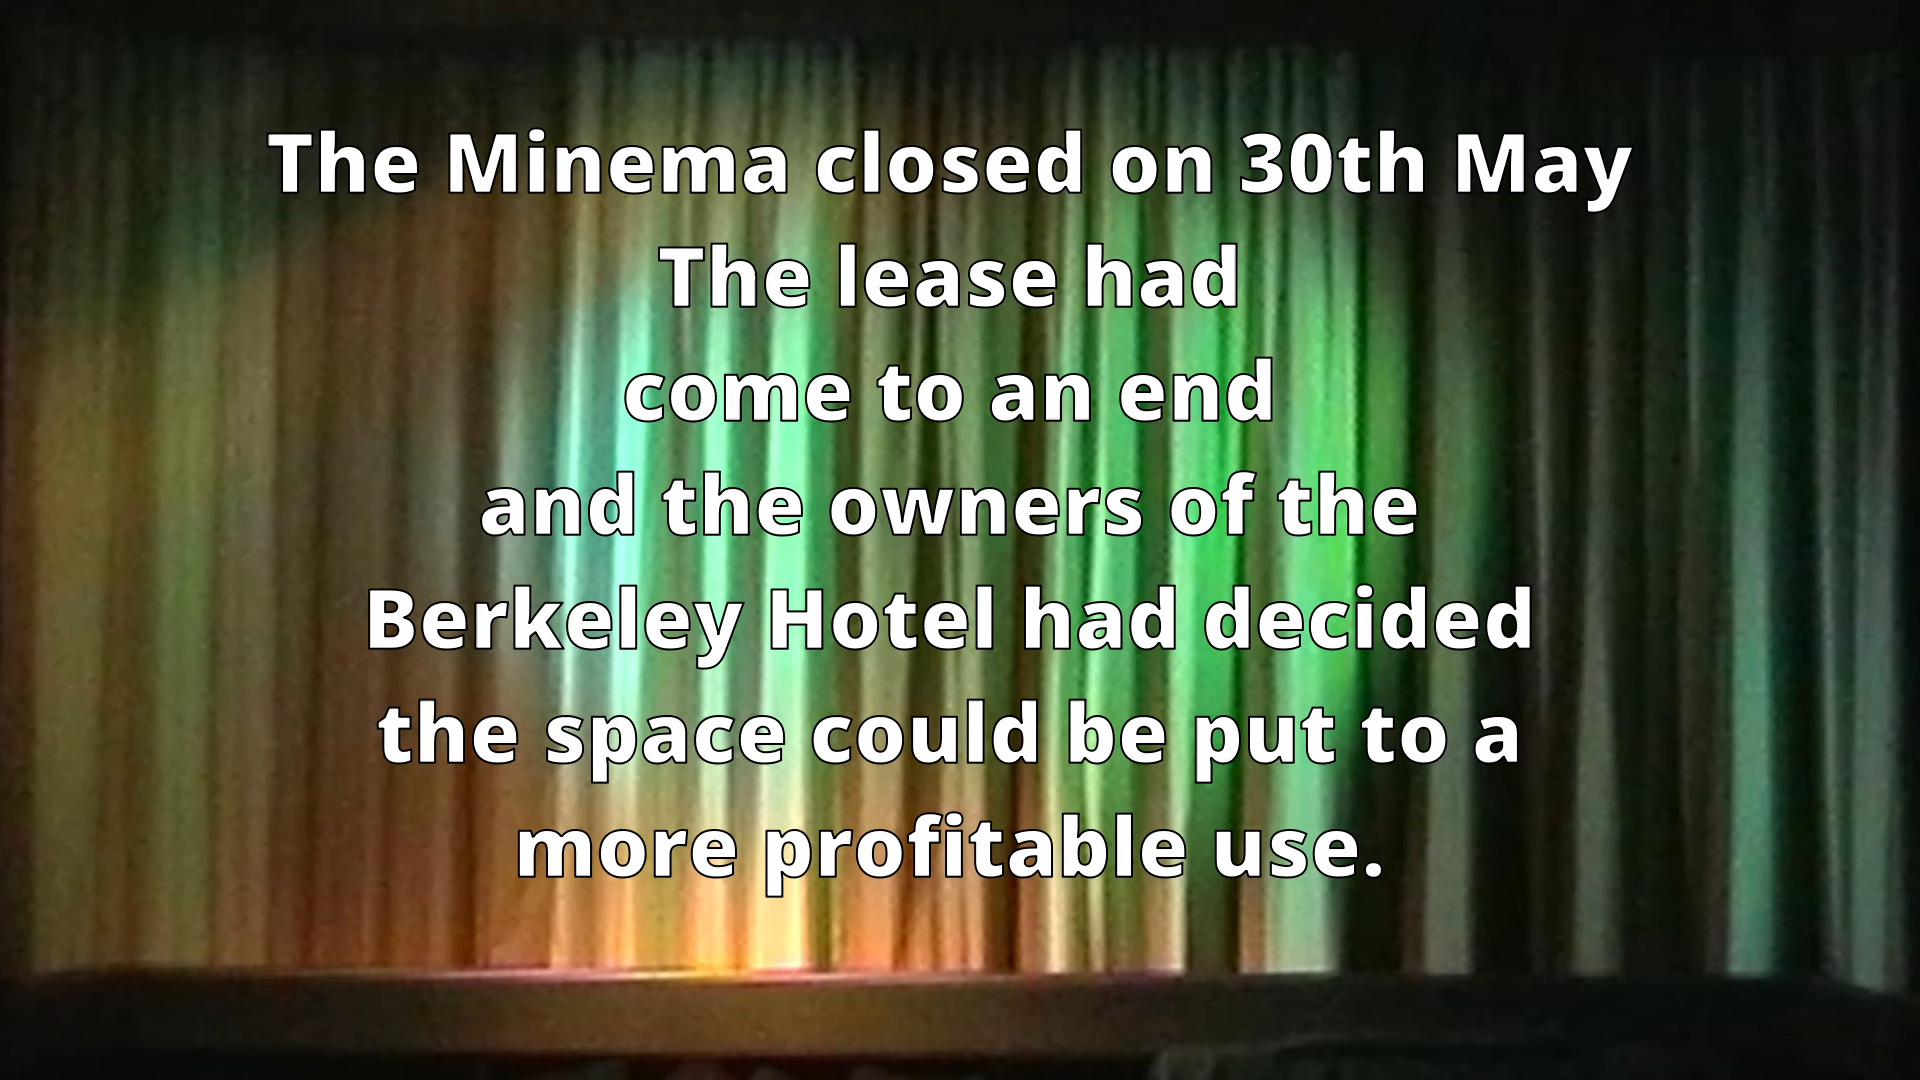 The Minema closed on 30th May
The lease had
come to an end
and the owners of the
Berkeley Hotel had decided
the space could be put to a
more profitable use.